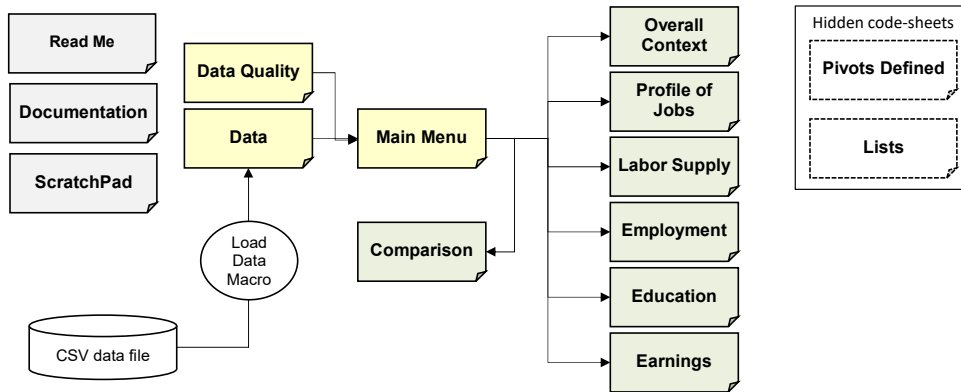 Read Me
Documentation
ScratchPad
Data Quality
Data
Load
Data
Macro
CSV data file
Main Menu
Comparison
Overall
Context
Profile of
Jobs
Labor Supply
Employment
Education
Earnings
Hidden code-sheets
Pivots Defined
Lists